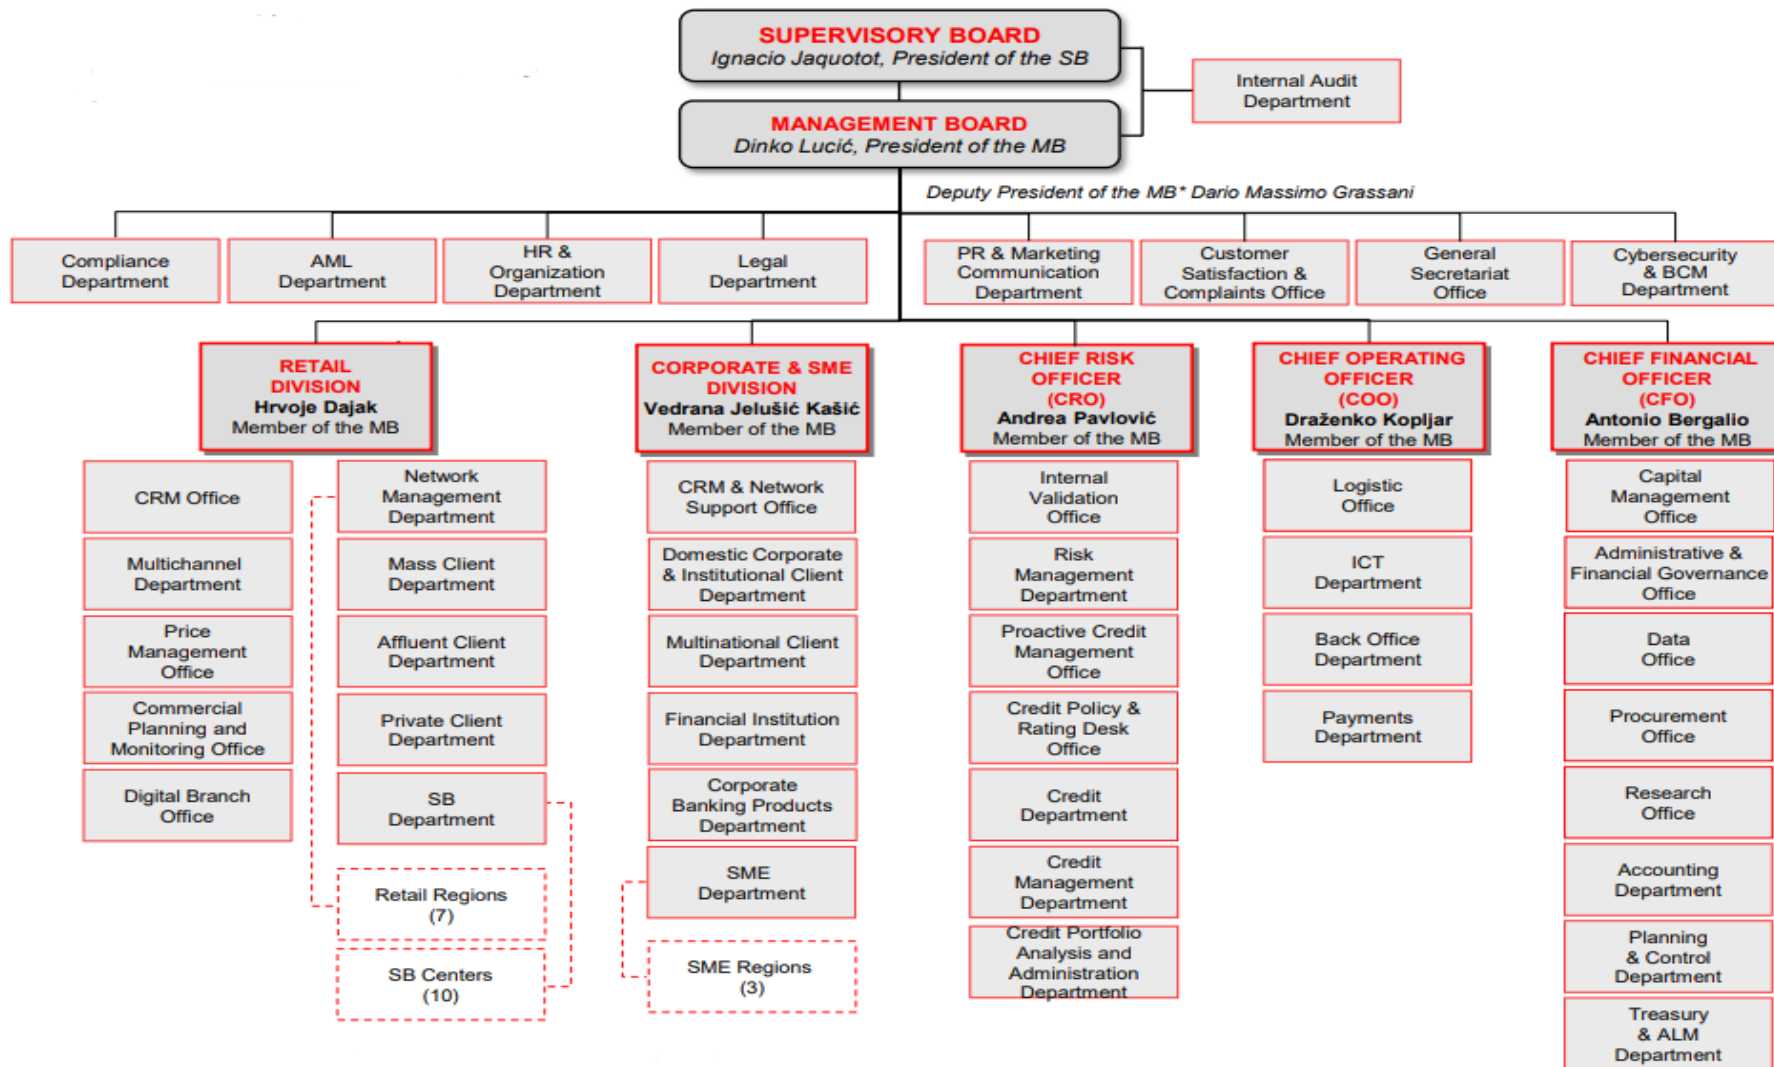 SUPERVISORY BOARD
Ignacio Jaquotot, President of the SB
Internal Audit
Department
MANAGEMENT BOARD
Dinko Lucić, President of the MB
Deputy President of the MB* Dario Massimo Grassani
Compliance
Department
AML
Department
HR &
Organization
Department
Legal
Department
PR & Marketing
Communication
Department
Customer
Satisfaction &
Complaints Office
General
Secretariat
Office
Cybersecurity
& BCM
Department
RETAIL
DIVISION
Hrvoje Dajak
Member of the MB
CORPORATE & SME
DIVISION
Vedrana Jelušić Kašić
Member of the MB
CHIEF RISK
OFFICER
(CRO)
Andrea Pavlović
Member of the MB
CHIEF OPERATING
OFFICER
(COO)
Draženko Kopljar
Member of the MB
CHIEF FINANCIAL
OFFICER
(CFO)
Antonio Bergalio
Member of the MB
CRM Office
Multichannel
Department
Price
Management
Office
Commercial
Planning and
Monitoring Office
Digital Branch
Office
Network
Management
Department
Mass Client
Department
Affluent Client
Department
Private Client
Department
SB
Department
Retail Regions
(7)
SB Centers
(10)
CRM & Network
Support Office
Domestic Corporate
& Institutional Client
Department
Multinational Client
Department
Financial Institution
Department
Corporate
Banking Products
Department
SME
Department
SME Regions
(3)
Internal
Validation
Office
Risk
Management
Department
Proactive Credit
Management
Office
Credit Policy &
Rating Desk
Office
Credit
Department
Credit
Management
Department
Credit Portfolio
Analysis and
Administration
Department
Logistic
Office
ICT
Department
Back Office
Department
Payments
Department
Capital
Management
Office
Administrative &
Financial Governance
Office
Data
Office
Procurement
Office
Research
Office
Accounting
Department
Planning
& Control
Department
Treasury
& ALM
Department